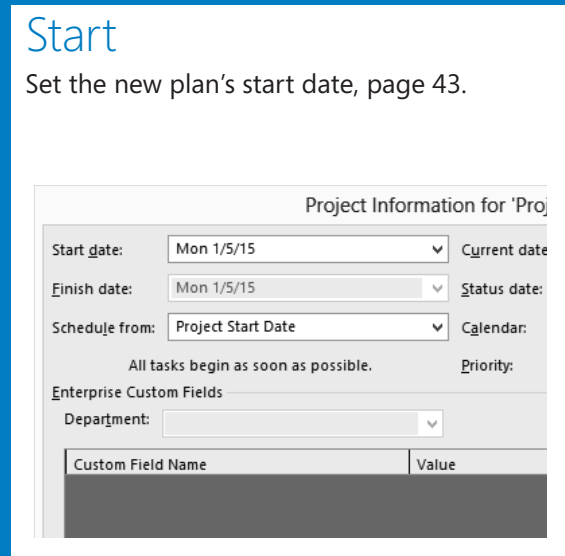 Start
Set the new plan's start date, page 43.
Project Information for 'Proj
Start date: Mon 1/5/15 Current date
Finish date: Mon 1/5/15 Status date:
Schedule from: Project Start Date Calendar:
All tasks begin as soon as possible. Priority:
Enterprise Custom Fields
Department:
Custom Field Name Value